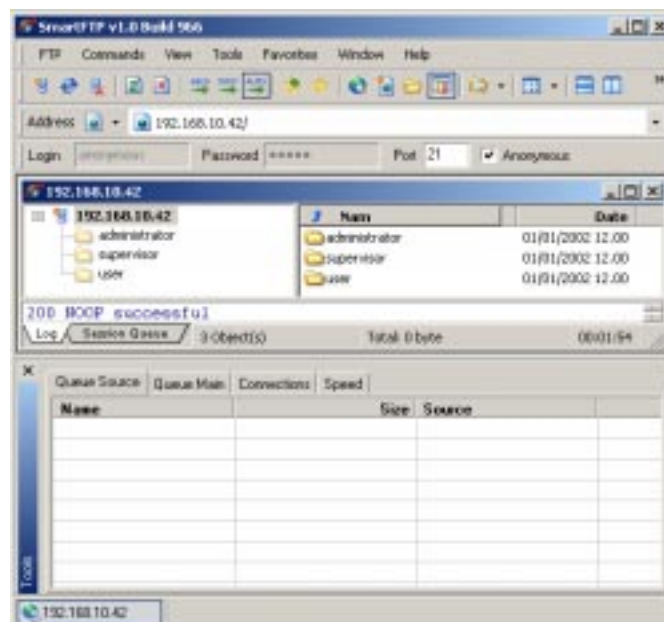 SmartFTP v1.0 Build 966
FTP Commands View Tools Favorites Window Help
Address 192.168.10.42/
Login anonymous Password ***** Port 21 Anonymous
192.168.10.42
192.168.10.42
administrator
supervisor
user
Nam Date
administrator 01/01/2002 12.00
supervisor 01/01/2002 12.00
user 01/01/2002 12.00
200 NOOP successful
Log Session Queue 3 Object(s) Total: 0 byte 00:01:54
Queue Source Queue Main Connections Speed
Name Size Source
Tools
192.168.10.42